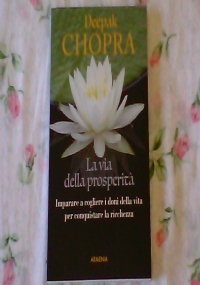 Deepak
CHOPRA
La via
della prosperità
Imparare a cogliere i doni della vita
per conquistare la ricchezza